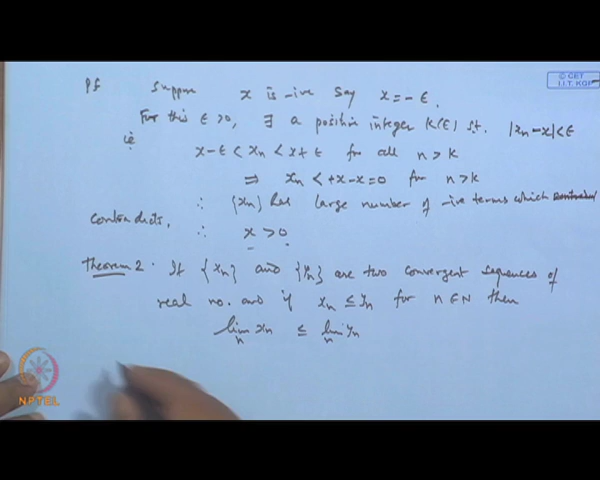 © CET
I.I.T. KGP
Pf Suppose x is -ive say x = - ε.
For this ε >0, ∃ a positive integer K(ε) s.t. |xn - x| < ε
ie
x - ε < xn < x + ε for all n > k
⇒ xn < +x - x = 0 for n > k
∴ {xn} has large number of -ive terms which
contradicts. ∴ x > 0
Theorem 2. If {xn} and {yn} are two convergent sequences of
real no. and if xn ≤ yn for n ∈ N then
lim n xn ≤ lim n yn
NPTEL